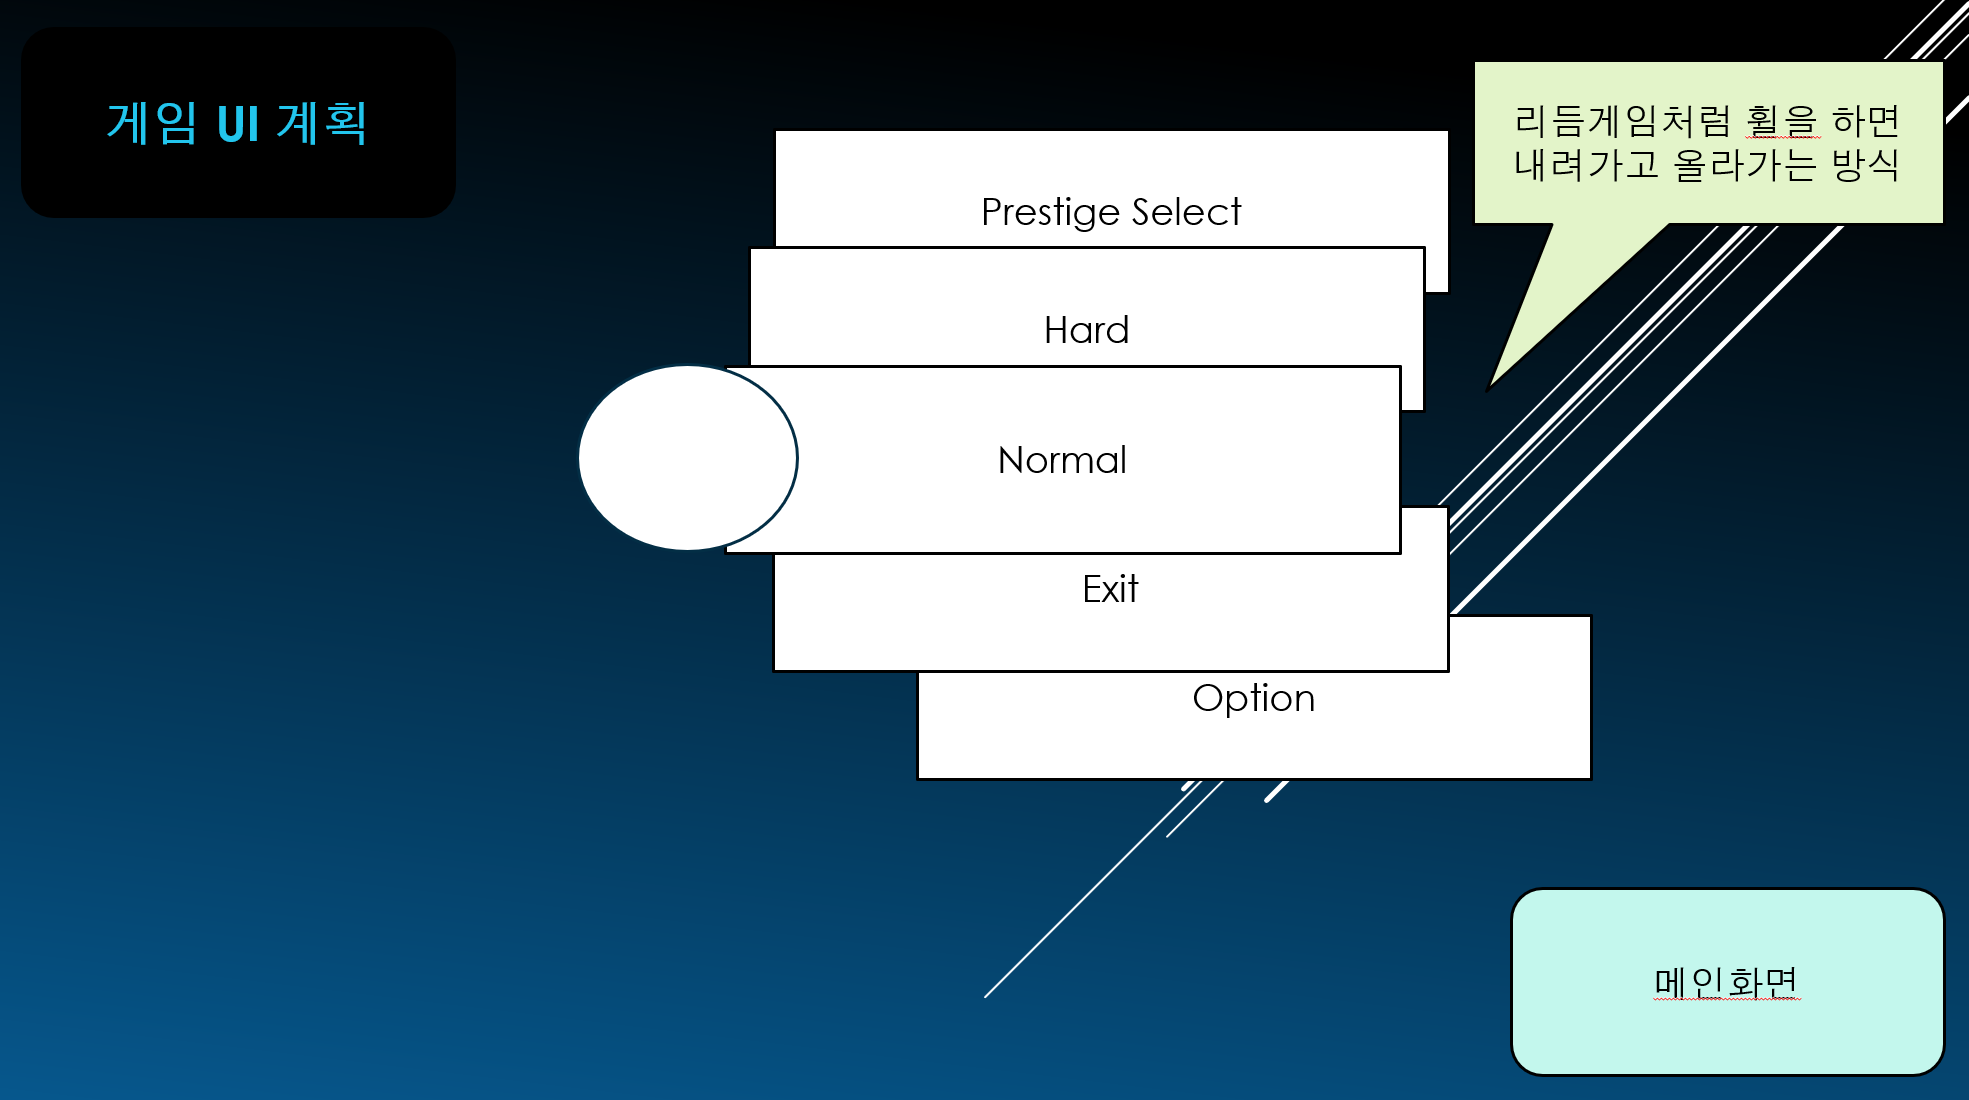 게임 UI 계획
리듬게임처럼 휠을 하면
내려가고 올라가는 방식
Prestige Select
Hard
Normal
Exit
Option
메인화면